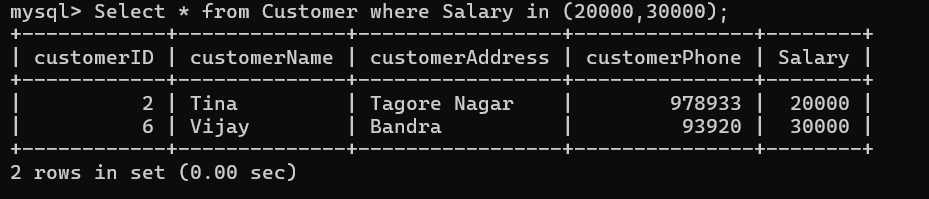 mysql> Select * from Customer where Salary in (20000,30000);
+------------+--------------+-----------------+---------------+--------+
| customerID | customerName | customerAddress | customerPhone | Salary |
+------------+--------------+-----------------+---------------+--------+
|          2 | Tina         | Tagore Nagar    |        978933 |  20000 |
|          6 | Vijay        | Bandra          |         93920 |  30000 |
+------------+--------------+-----------------+---------------+--------+
2 rows in set (0.00 sec)